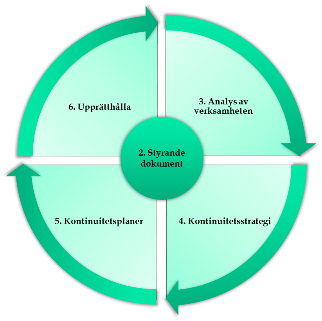 6. Upprätthålla
3. Analys av
verksamheten
2. Styrande
dokument
5. Kontinuitetsplaner
4. Kontinuitetsstrategi